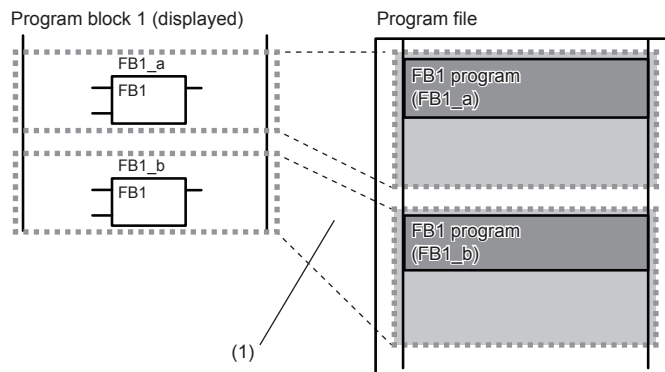 Program block 1 (displayed)
Program file
FB1_a
FB1
FB1_b
FB1
FB1 program
(FB1_a)
FB1 program
(FB1_b)
(1)